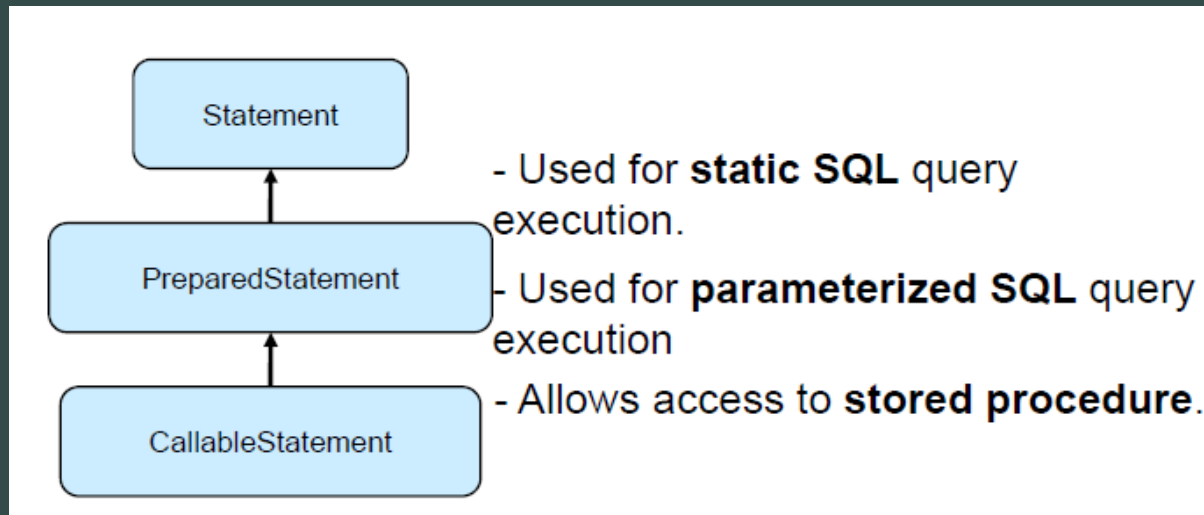 Statement
- Used for static SQL query
execution.
PreparedStatement
- Used for parameterized SQL query
execution
- Allows access to stored procedure.
CallableStatement